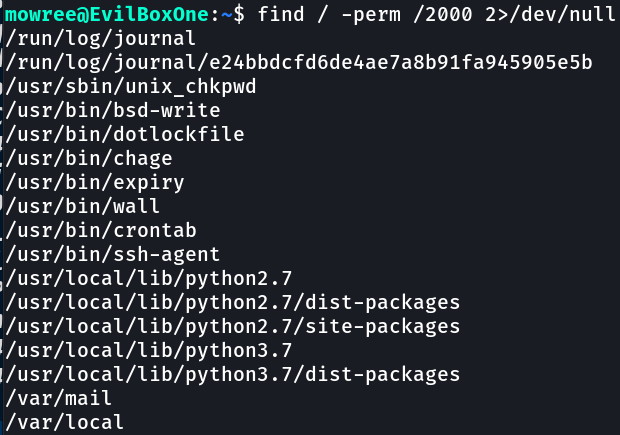 mowree@EvilBoxOne:~$ find / -perm /2000 2>/dev/null
/run/log/journal
/run/log/journal/e24bbdcfd6de4ae7a8b91fa945905e5b
/usr/sbin/unix_chkpwd
/usr/bin/bsd-write
/usr/bin/dotlockfile
/usr/bin/chage
/usr/bin/expiry
/usr/bin/wall
/usr/bin/crontab
/usr/bin/ssh-agent
/usr/local/lib/python2.7
/usr/local/lib/python2.7/dist-packages
/usr/local/lib/python2.7/site-packages
/usr/local/lib/python3.7
/usr/local/lib/python3.7/dist-packages
/var/mail
/var/local